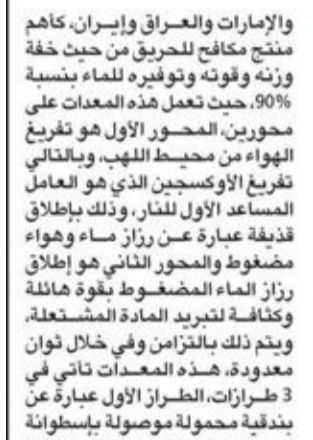 والإمارات والعراق وإيران، كأهم
منتج مكافح للحريق من حيث خفة
وزنه وقوته وتوفيره للماء بنسبة
90%، حيث تعمل هذه المعدات على
محورين، المحور الأول هو تفريغ
الهواء من محيط اللهب، وبالتالي
تفريغ الأوكسجين الذي هو العامل
المساعد الأول للنار، وذلك بإطلاق
قذيفة عبارة عن رزاز ماء وهواء
مضغوط والمحور الثاني هو إطلاق
رزاز الماء المضغوط بقوة هائلة
وكثافة لتبريد المادة المشتعلة،
ويتم ذلك بالتزامن وفي خلال ثوان
معدودة، هذه المعدات تأتي في
3 طرازات، الطراز الأول عبارة عن
بندقية محمولة موصولة بإسطوانة